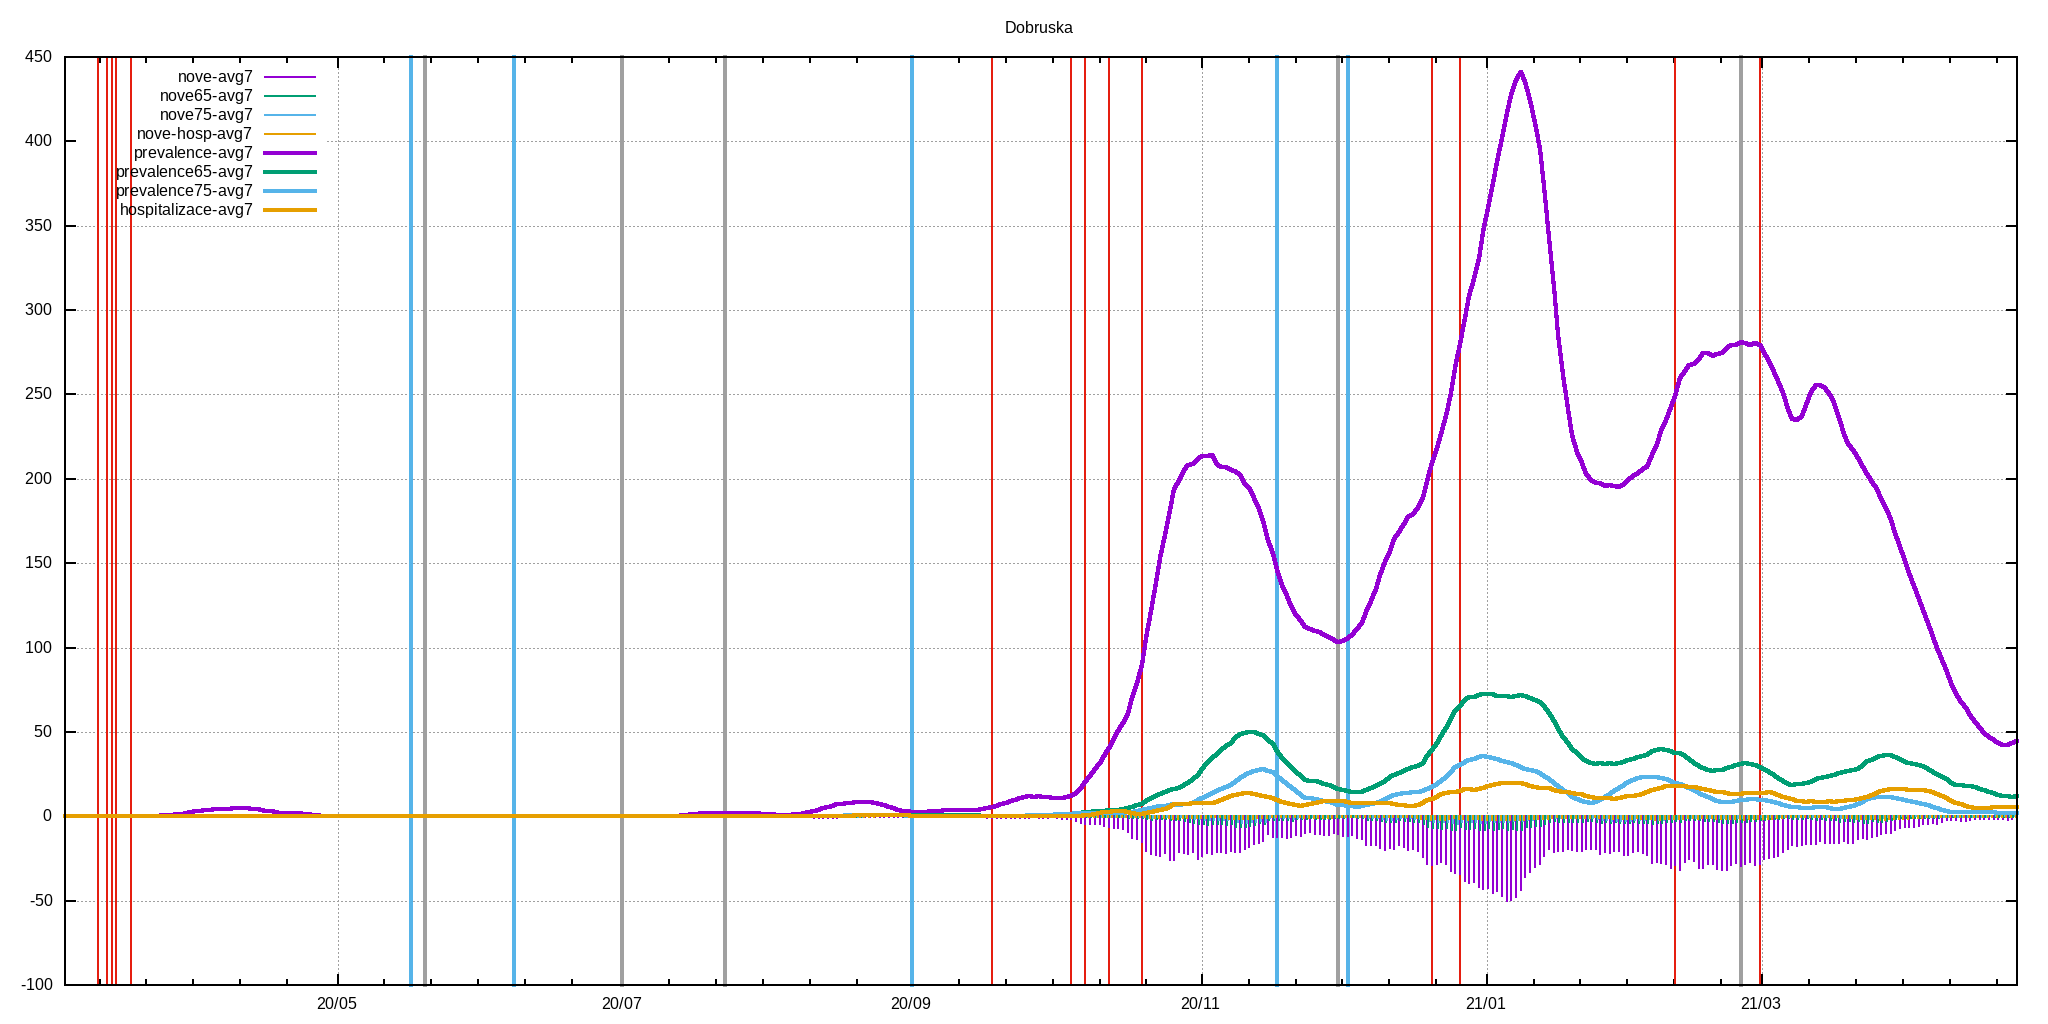 Dobruska
450
400
350
300
250
200
150
100
50
0
-50
-100
nove-avg7
nove65-avg7
nove75-avg7
nove-hosp-avg7
prevalence-avg7
prevalence65-avg7
prevalence75-avg7
hospitalizace-avg7
20/05 20/07 20/09 20/11 21/01 21/03